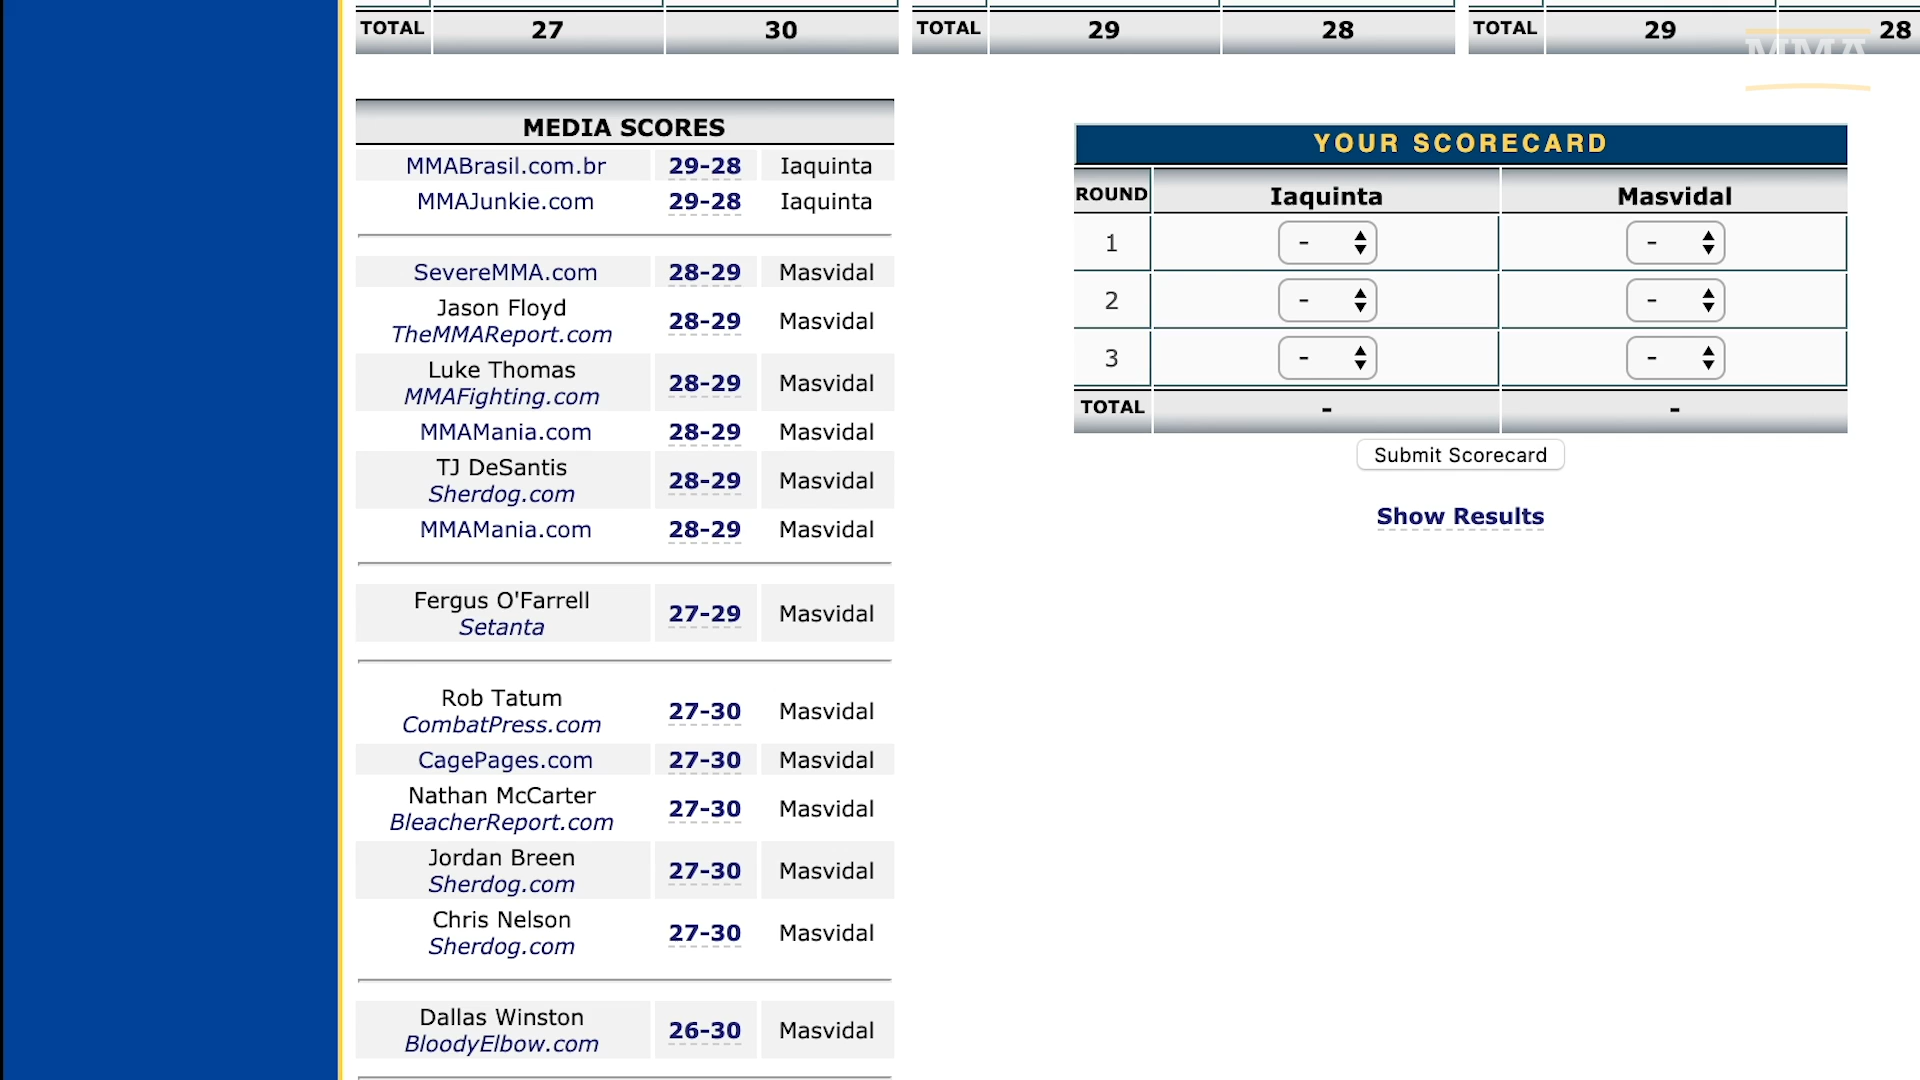 TOTAL 27 30 TOTAL 29 28 TOTAL 29 28
MMA
MEDIA SCORES
MMABrasil.com.br 29-28 Iaquinta
MMAJunkie.com 29-28 Iaquinta
SevereMMA.com 28-29 Masvidal
Jason Floyd
TheMMAReport.com 28-29 Masvidal
Luke Thomas
MMAFighting.com 28-29 Masvidal
MMAMania.com 28-29 Masvidal
TJ DeSantis
Sherdog.com 28-29 Masvidal
MMAMania.com 28-29 Masvidal
Fergus O'Farrell
Setanta 27-29 Masvidal
Rob Tatum
CombatPress.com 27-30 Masvidal
CagePages.com 27-30 Masvidal
Nathan McCarter
BleacherReport.com 27-30 Masvidal
Jordan Breen
Sherdog.com 27-30 Masvidal
Chris Nelson
Sherdog.com 27-30 Masvidal
Dallas Winston
BloodyElbow.com 26-30 Masvidal
YOUR SCORECARD
ROUND Iaquinta Masvidal
1 - -
2 - -
3 - -
TOTAL - -
Submit Scorecard
Show Results